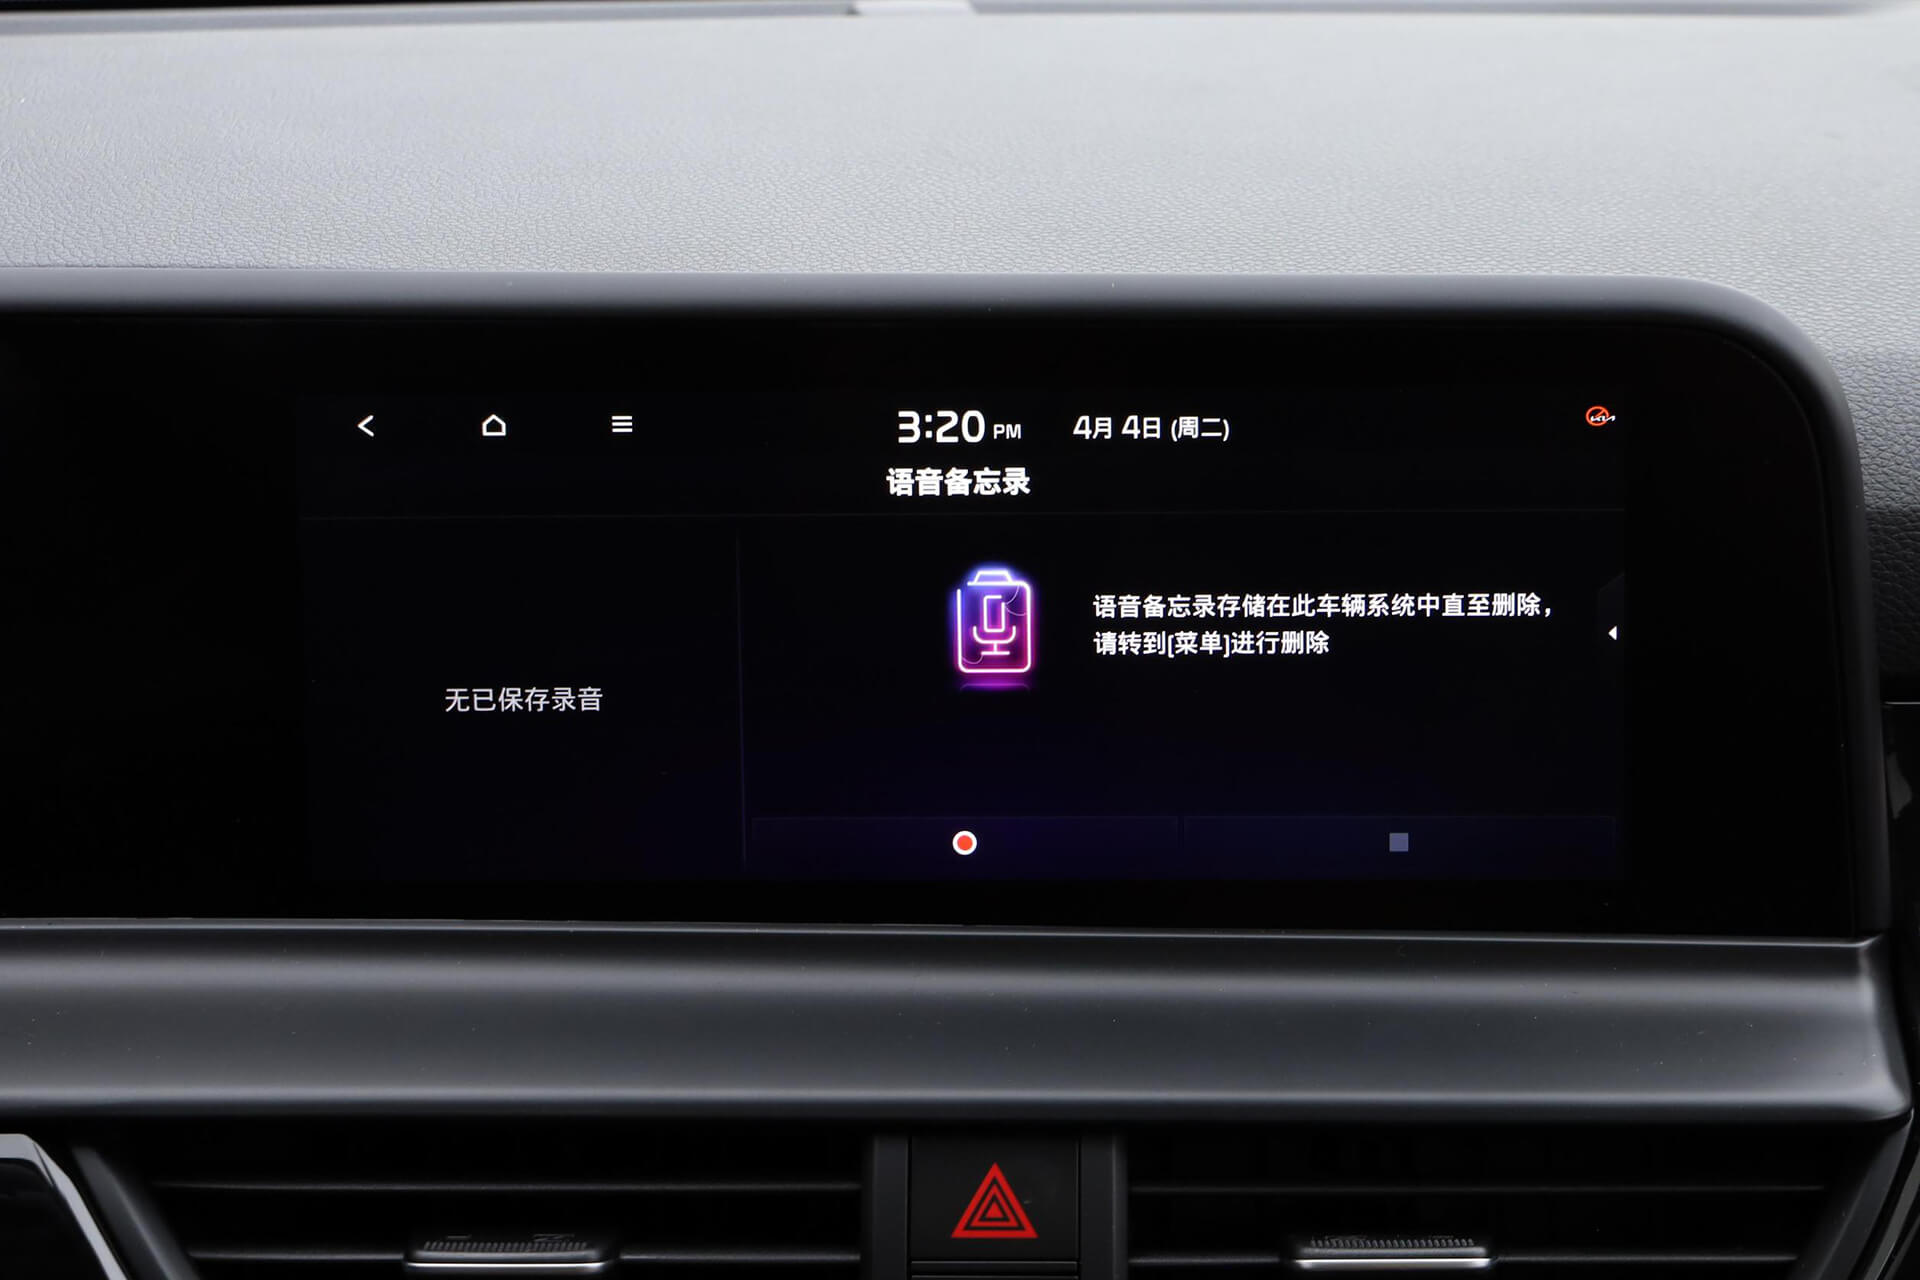 3:20 PM 4月 4日 (周二)
语音备忘录
语音备忘录存储在此车辆系统中直至删除，
请转到[菜单]进行删除
无已保存录音